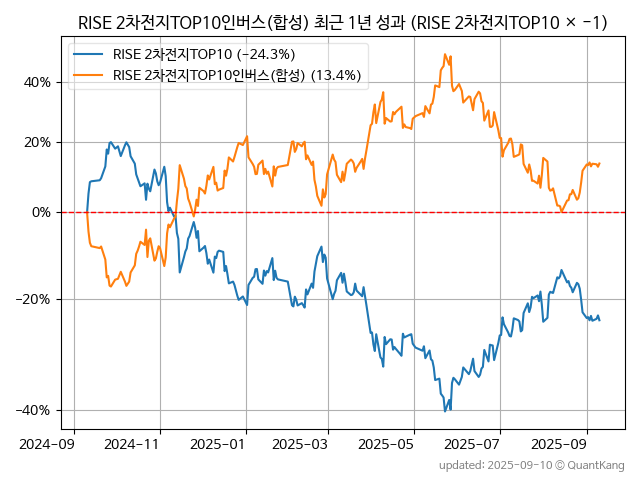 RISE 2차전지TOP10인버스(합성) 최근 1년 성과 (RISE 2차전지TOP10 × −1)
RISE 2차전지TOP10 (−24.3%)
RISE 2차전지TOP10인버스(합성) (13.4%)
40%
20%
0%
−20%
−40%
2024-09 2024-11 2025-01 2025-03 2025-05 2025-07 2025-09
updated: 2025-09-10 © QuantKang